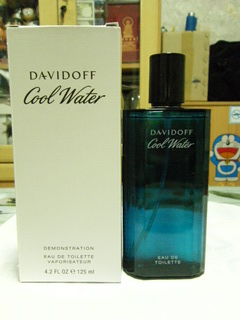 DAVIDOFF
Cool Water
DEMONSTRATION
EAU DE TOILETTE
VAPORISATEUR
4.2 FL OZ ℮ 125 ml
DAVIDOFF
Cool Water
EAU DE
TOILETTE